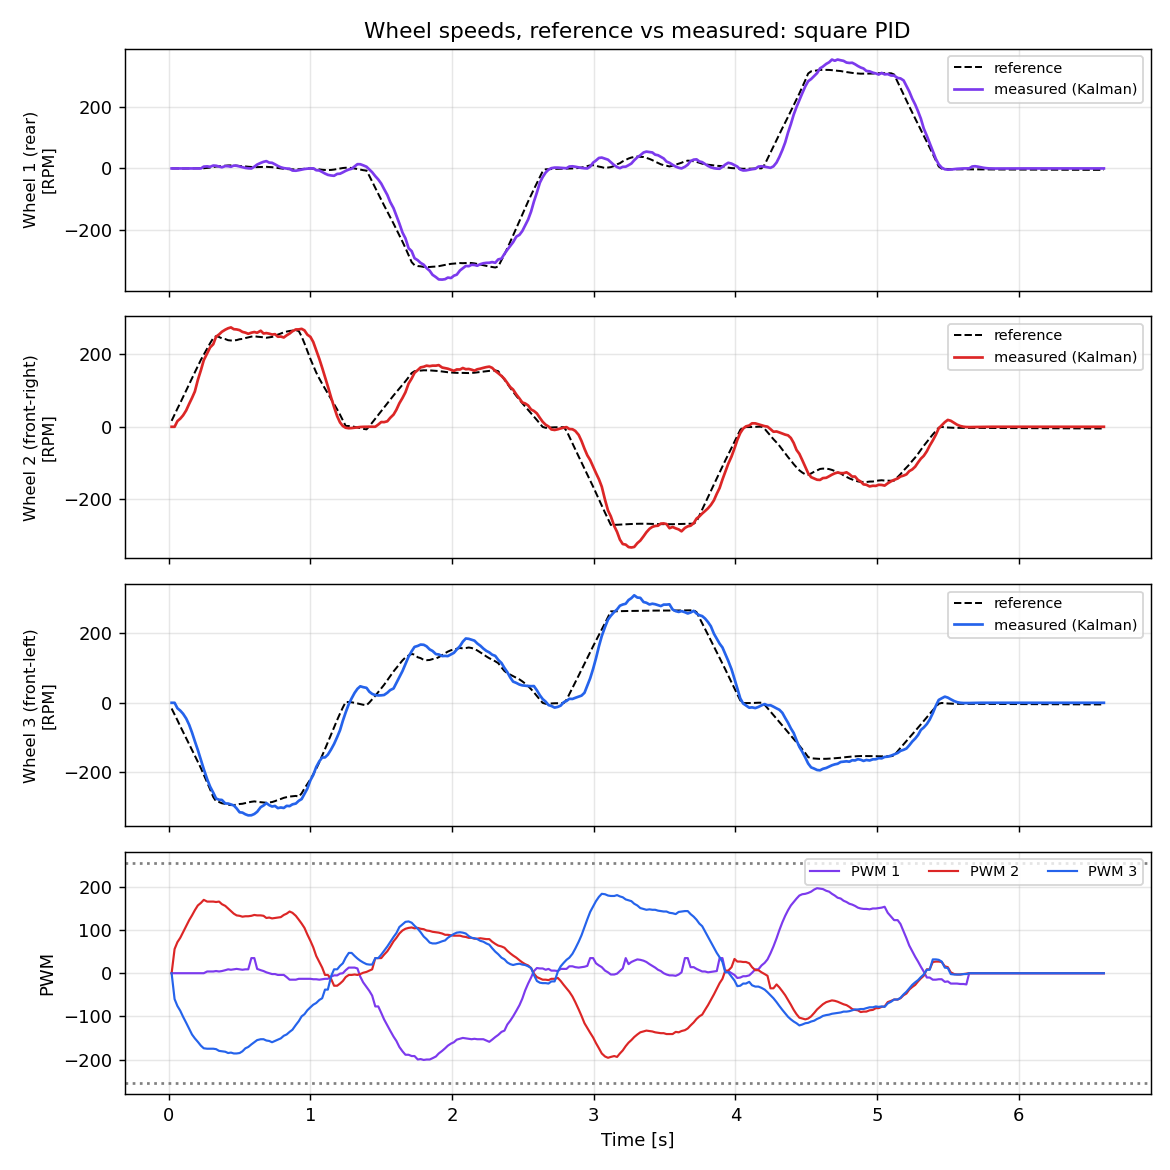 Wheel speeds, reference vs measured: square PID
Wheel 1 (rear)
[RPM]
200
0
−200
reference
measured (Kalman)
Wheel 2 (front-right)
[RPM]
200
0
−200
reference
measured (Kalman)
Wheel 3 (front-left)
[RPM]
200
0
−200
reference
measured (Kalman)
PWM
200
100
0
−100
−200
PWM 1 PWM 2 PWM 3
0 1 2 3 4 5 6
Time [s]